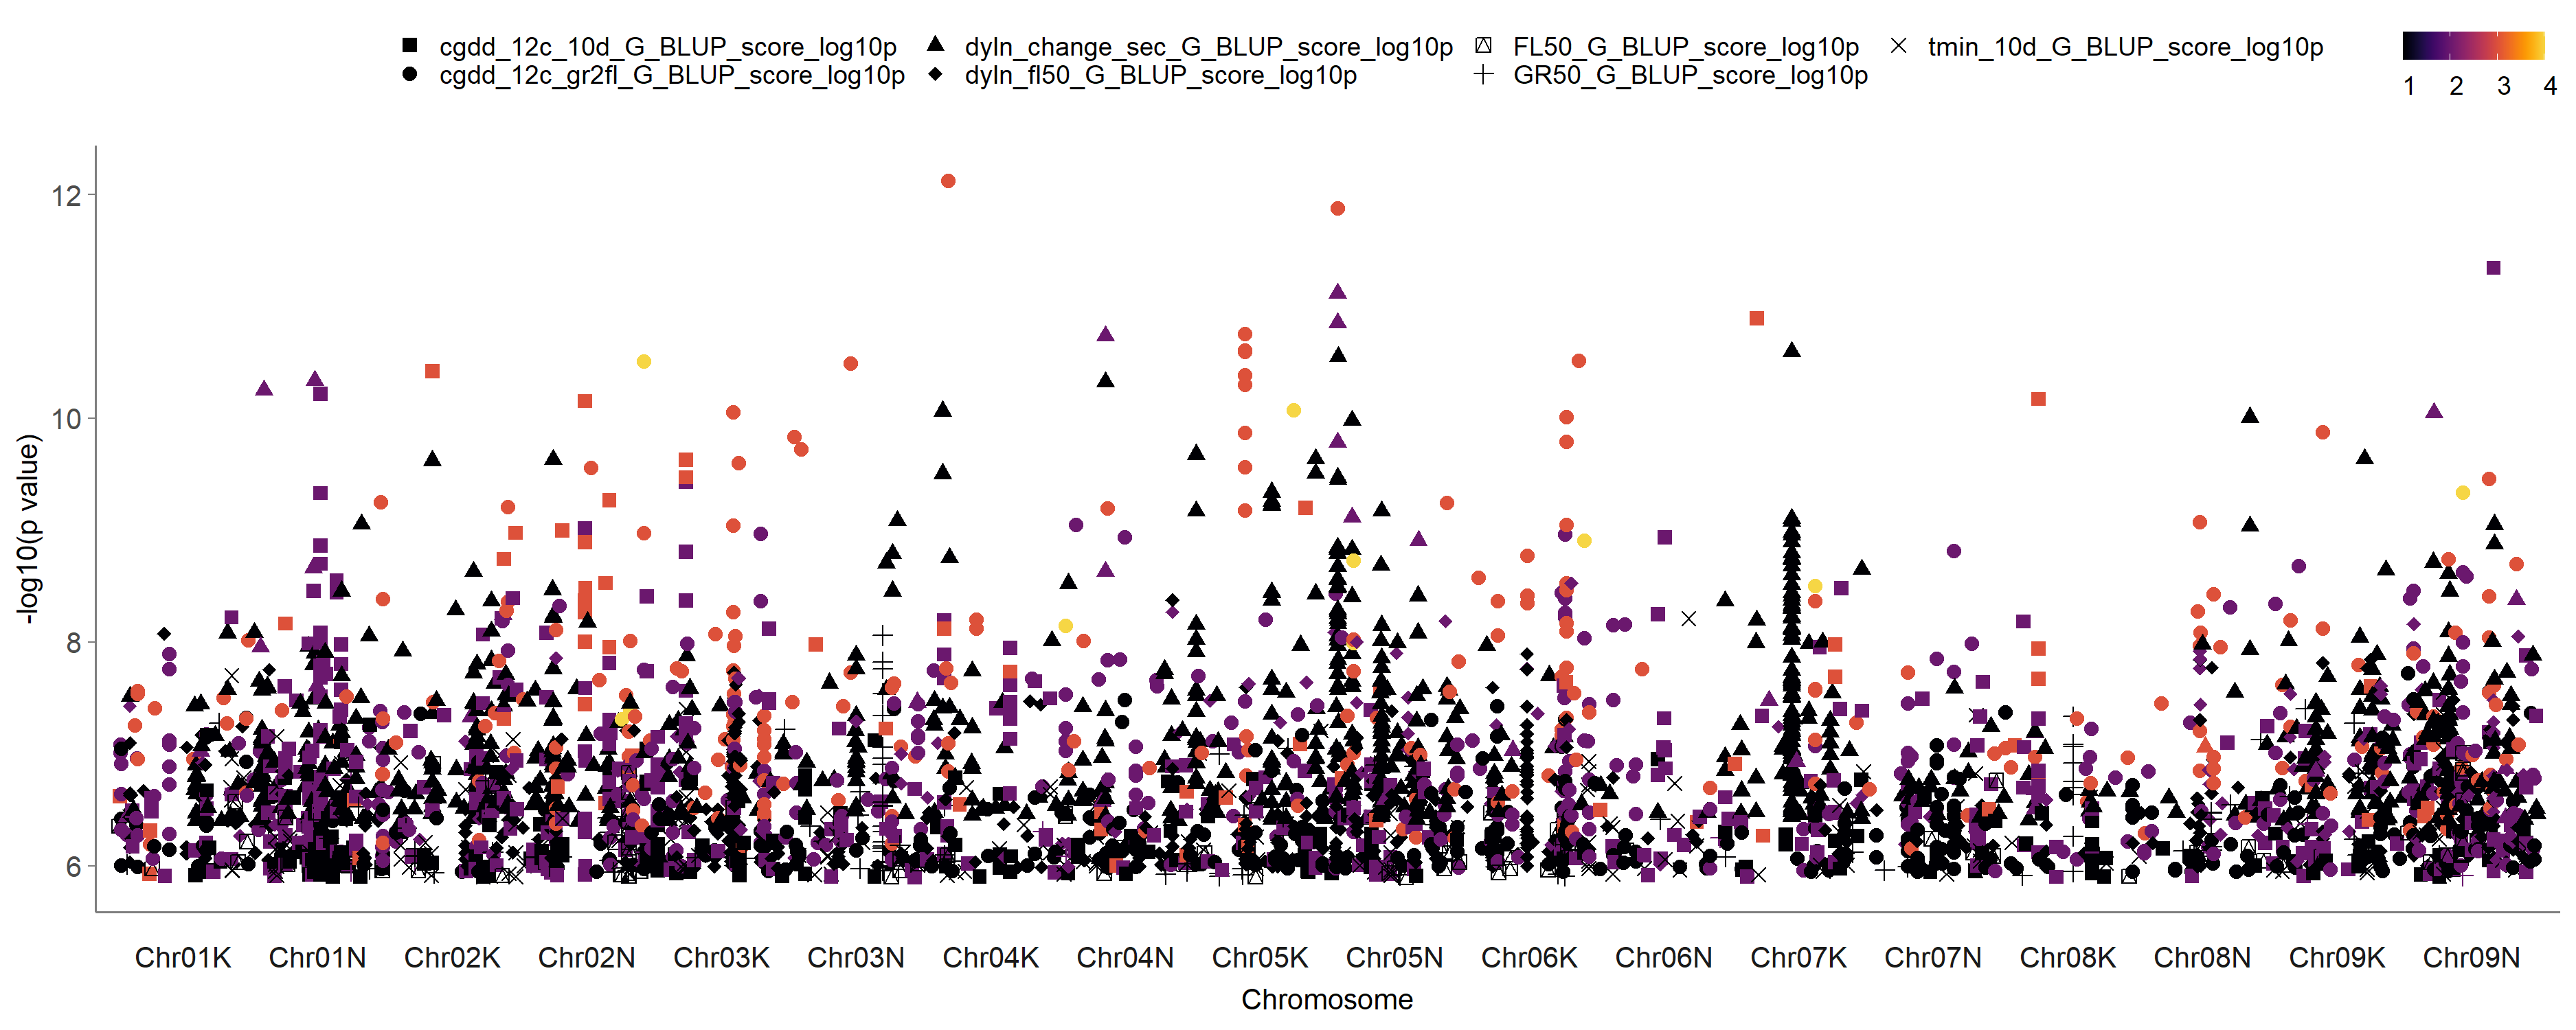 cgdd_12c_10d_G_BLUP_score_log10p dyln_change_sec_G_BLUP_score_log10p FL50_G_BLUP_score_log10p tmin_10d_G_BLUP_score_log10p
cgdd_12c_gr2fl_G_BLUP_score_log10p dyln_fl50_G_BLUP_score_log10p GR50_G_BLUP_score_log10p
1 2 3 4
12
10
8
6
-log10(p value)
Chr01K Chr01N Chr02K Chr02N Chr03K Chr03N Chr04K Chr04N Chr05K Chr05N Chr06K Chr06N Chr07K Chr07N Chr08K Chr08N Chr09K Chr09N
Chromosome